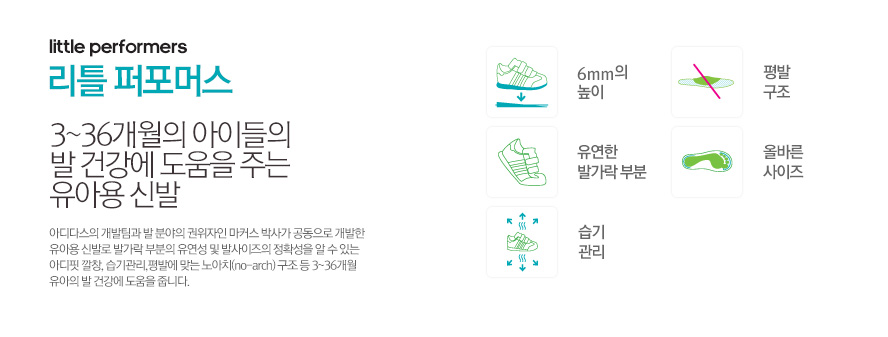 little performers
리틀 퍼포머스
3~36개월의 아이들의
발 건강에 도움을 주는
유아용 신발
아디다스의 개발팀과 발 분야의 권위자인 마커스 박사가 공동으로 개발한
유아용 신발로 발가락 부분의 유연성 및 발사이즈의 정확성을 알 수 있는
아디핏 깔창, 습기관리,평발에 맞는 노아치(no-arch) 구조 등 3~36개월
유아의 발 건강에 도움을 줍니다.
6mm의
높이
평발
구조
유연한
발가락 부분
올바른
사이즈
습기
관리